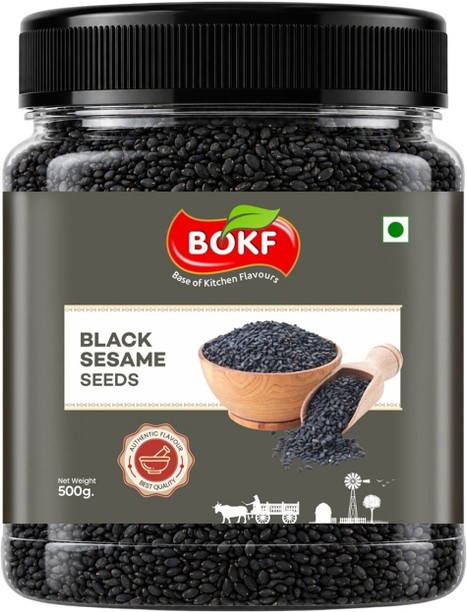 BOKF
Base of Kitchen Flavours
BLACK
SESAME
SEEDS
AUTHENTIC FLAVOUR
BEST QUALITY
Net Weight
500g.